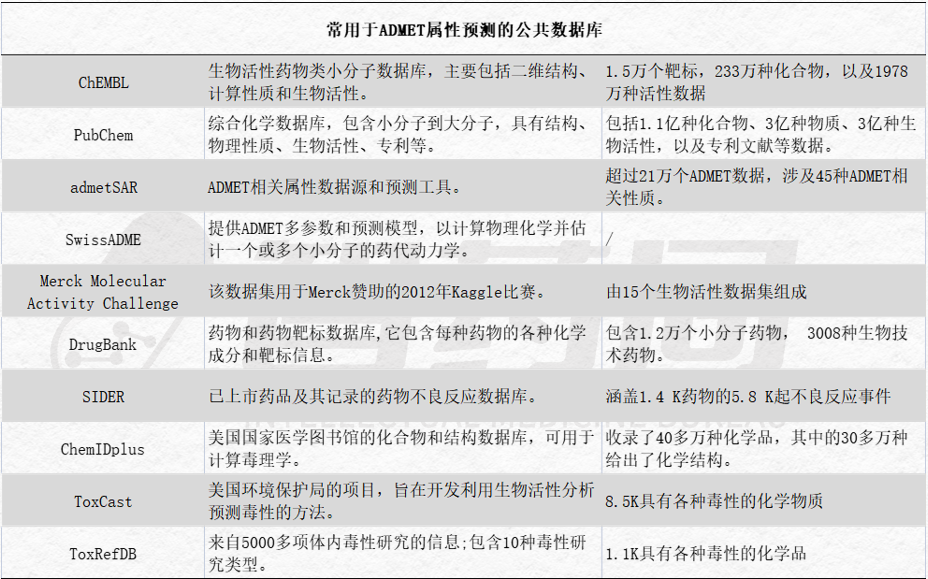 常用于ADMET属性预测的公共数据库
ChEMBL
生物活性药物类小分子数据库，主要包括二维结构、
计算性质和生物活性。
1.5万个靶标，233万种化合物，以及1978
万种活性数据
PubChem
综合化学数据库，包含小分子到大分子，具有结构、
物理性质、生物活性、专利等。
包括1.1亿种化合物、3亿种物质、3亿种生
物活性，以及专利文献等数据。
admetSAR
ADMET相关属性数据源和预测工具。
超过21万个ADMET数据，涉及45种ADMET相
关性质。
SwissADME
提供ADMET多参数和预测模型，以计算物理化学并估
计一个或多个小分子的药代动力学。
/
Merck Molecular
Activity Challenge
该数据集用于Merck赞助的2012年Kaggle比赛。
由15个生物活性数据集组成
DrugBank
药物和药物靶标数据库,它包含每种药物的各种化学
成分和靶标信息。
包含1.2万个小分子药物， 3008种生物技
术药物。
SIDER
已上市药品及其记录的药物不良反应数据库。
涵盖1.4 K药物的5.8 K起不良反应事件
ChemIDplus
美国国家医学图书馆的化合物和结构数据库，可用于
计算毒理学。
收录了40多万种化学品，其中的30多万种
给出了化学结构。
ToxCast
美国环境保护局的项目，旨在开发利用生物活性分析
预测毒性的方法。
8.5K具有各种毒性的化学物质
ToxRefDB
来自5000多项体内毒性研究的信息;包含10种毒性研
究类型。
1.1K具有各种毒性的化学品